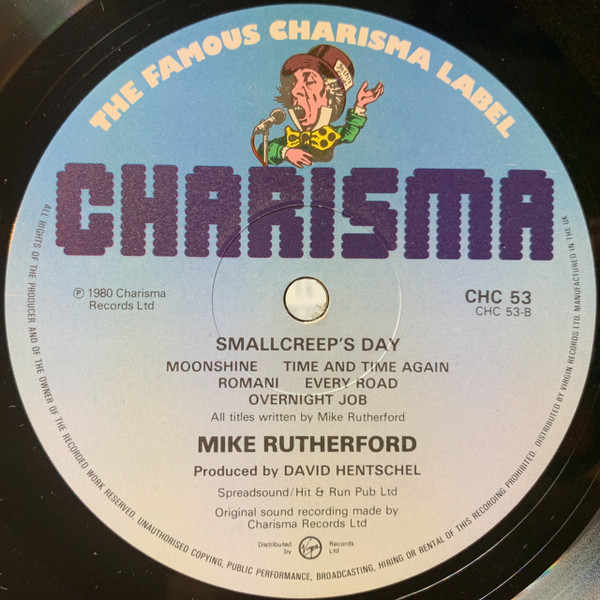 THE FAMOUS CHARISMA LABEL
CHARISMA
℗ 1980 Charisma
Records Ltd
CHC 53
CHC 53-B
SMALLCREEP'S DAY
MOONSHINE TIME AND TIME AGAIN
ROMANI EVERY ROAD
OVERNIGHT JOB
All titles written by Mike Rutherford
MIKE RUTHERFORD
Produced by DAVID HENTSCHEL
Spreadsound/Hit & Run Pub Ltd
Original sound recording made by
Charisma Records Ltd
Distributed
by
Virgin
Records
Ltd
ALL RIGHTS OF THE PRODUCER AND OF THE OWNER OF THE RECORDED WORK RESERVED. UNAUTHORISED COPYING, PUBLIC PERFORMANCE, BROADCASTING, HIRING OR RENTAL OF THIS RECORDING PROHIBITED. DISTRIBUTED BY VIRGIN RECORDS LTD. MANUFACTURED IN THE UK